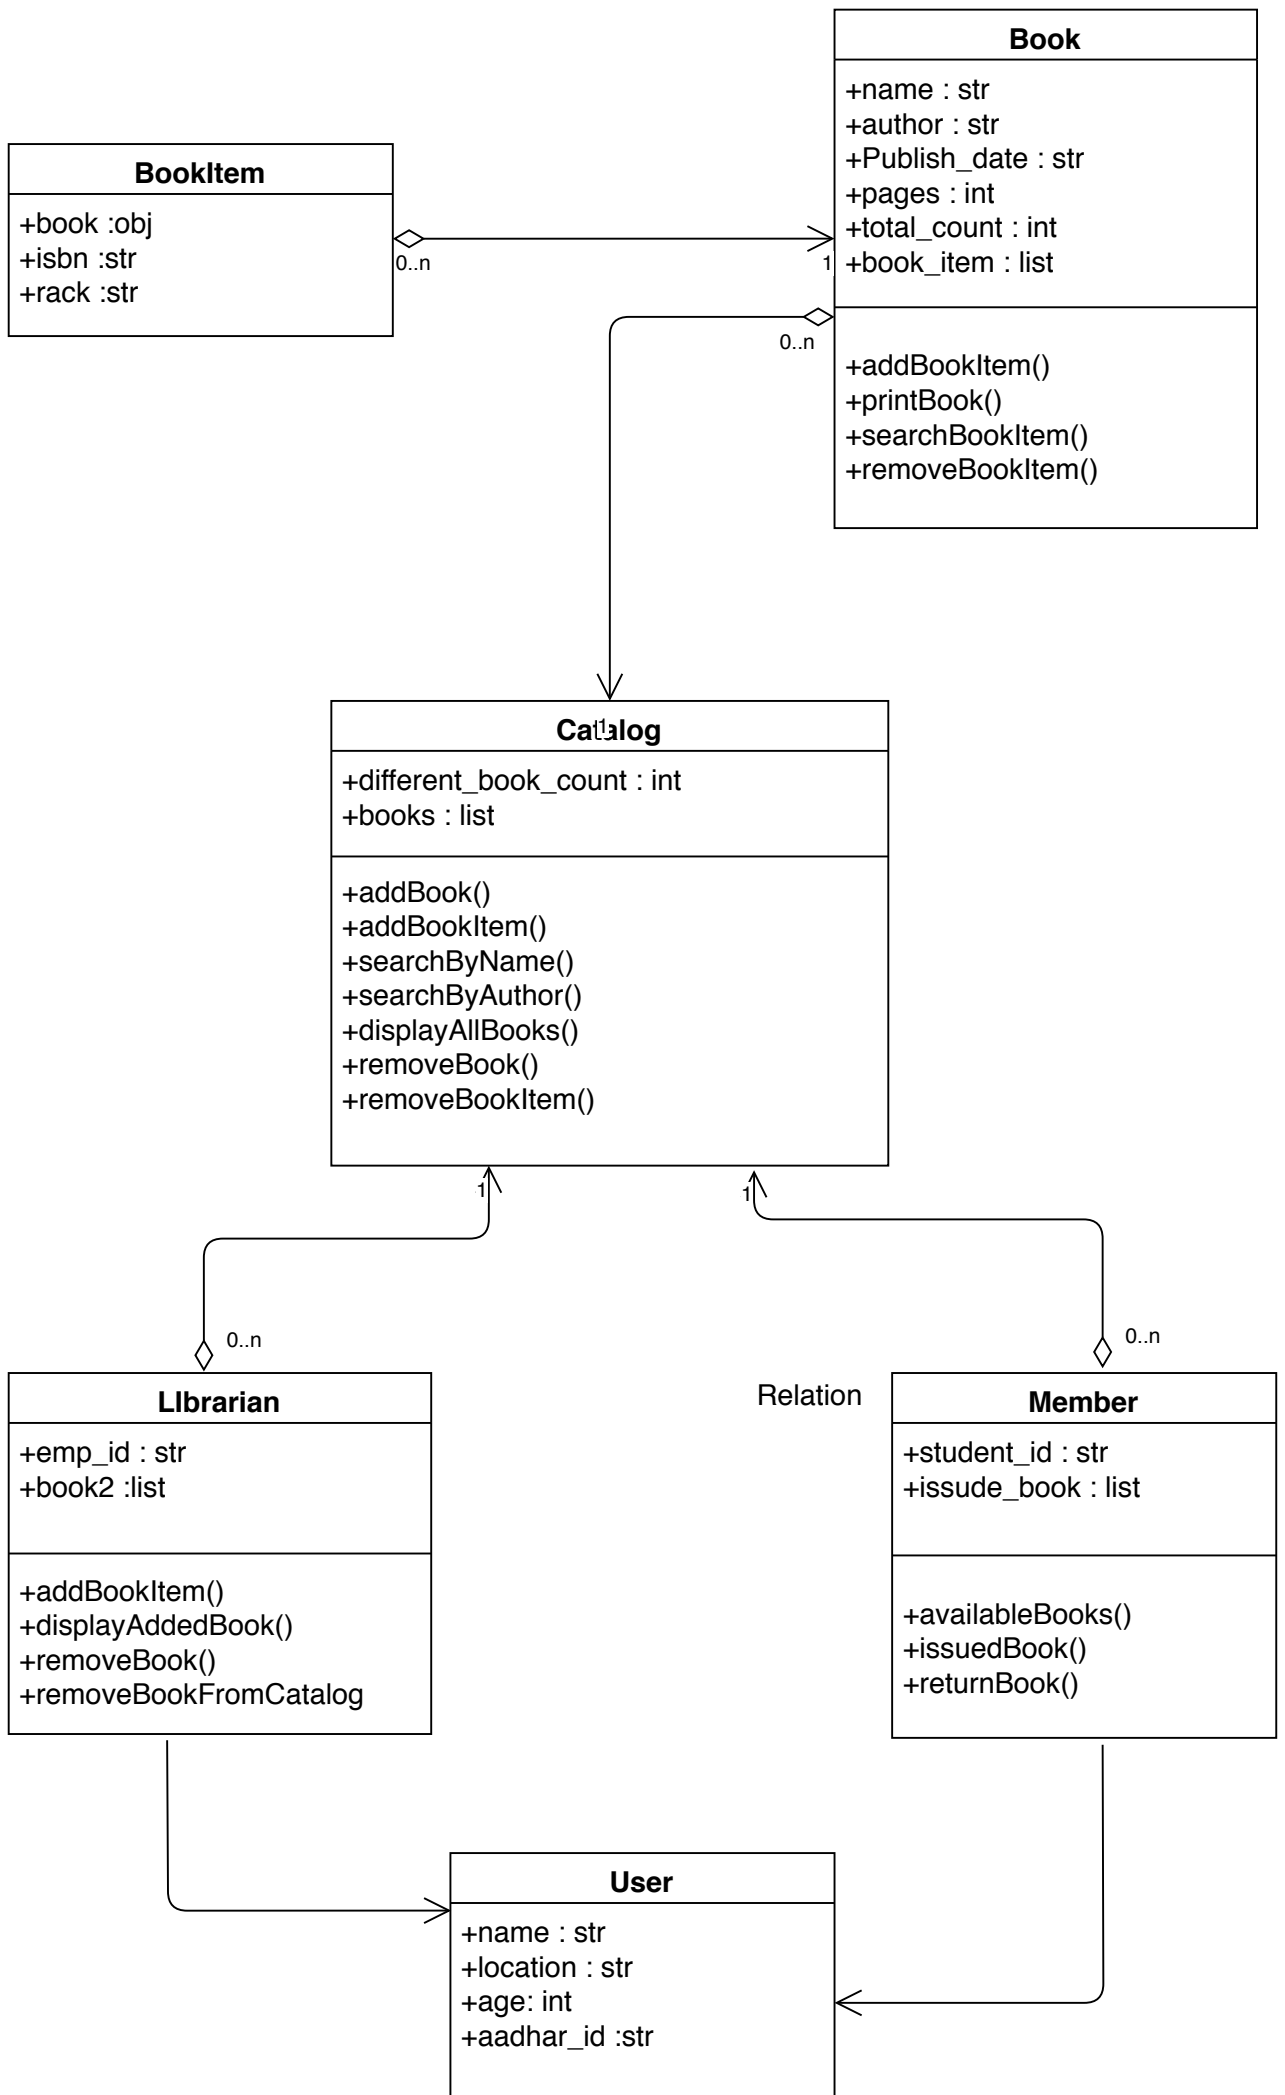 Book
+name : str
+author : str
+Publish_date : str
+pages : int
+total_count : int
+book_item : list
+addBookItem()
+printBook()
+searchBookItem()
+removeBookItem()
BookItem
+book :obj
+isbn :str
+rack :str
0..n
1
0..n
Catalog
1
+different_book_count : int
+books : list
+addBook()
+addBookItem()
+searchByName()
+searchByAuthor()
+displayAllBooks()
+removeBook()
+removeBookItem()
1
1
0..n
0..n
LIbrarian
+emp_id : str
+book2 :list
+addBookItem()
+displayAddedBook()
+removeBook()
+removeBookFromCatalog
Relation
Member
+student_id : str
+issude_book : list
+availableBooks()
+issuedBook()
+returnBook()
User
+name : str
+location : str
+age: int
+aadhar_id :str